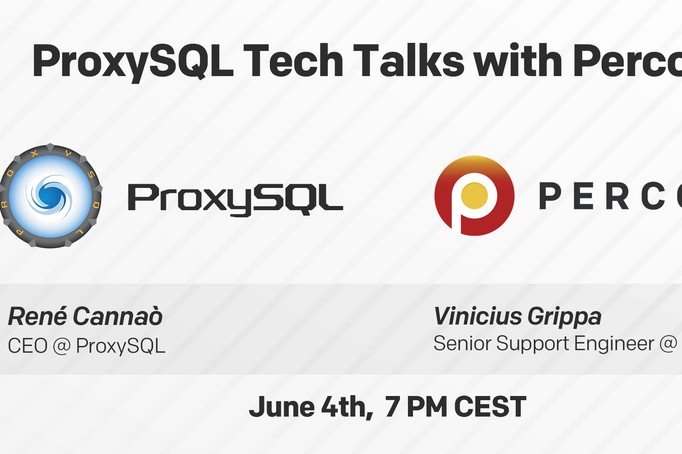 ProxySQL Tech Talks with Perco
PROXYSQL
ProxySQL
PERCO
René Cannaò
CEO @ ProxySQL
Vinicius Grippa
Senior Support Engineer @
June 4th, 7 PM CEST